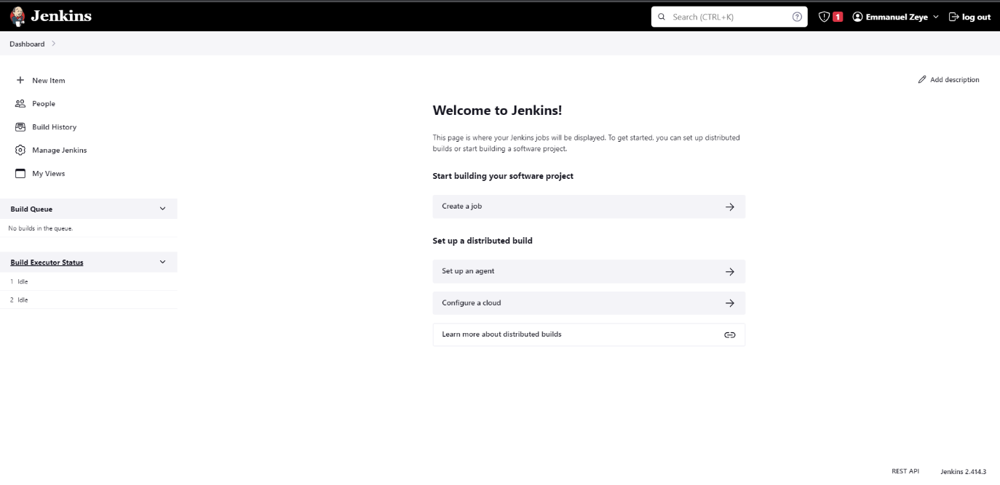 Jenkins
Search (CTRL+K)
1
Emmanuel Zeye
log out
Dashboard
New Item
People
Build History
Manage Jenkins
My Views
Build Queue
No builds in the queue.
Build Executor Status
1 Idle
2 Idle
Add description
Welcome to Jenkins!
This page is where your Jenkins jobs will be displayed. To get started, you can set up distributed
builds or start building a software project.
Start building your software project
Create a job
Set up a distributed build
Set up an agent
Configure a cloud
Learn more about distributed builds
REST API
Jenkins 2.414.3